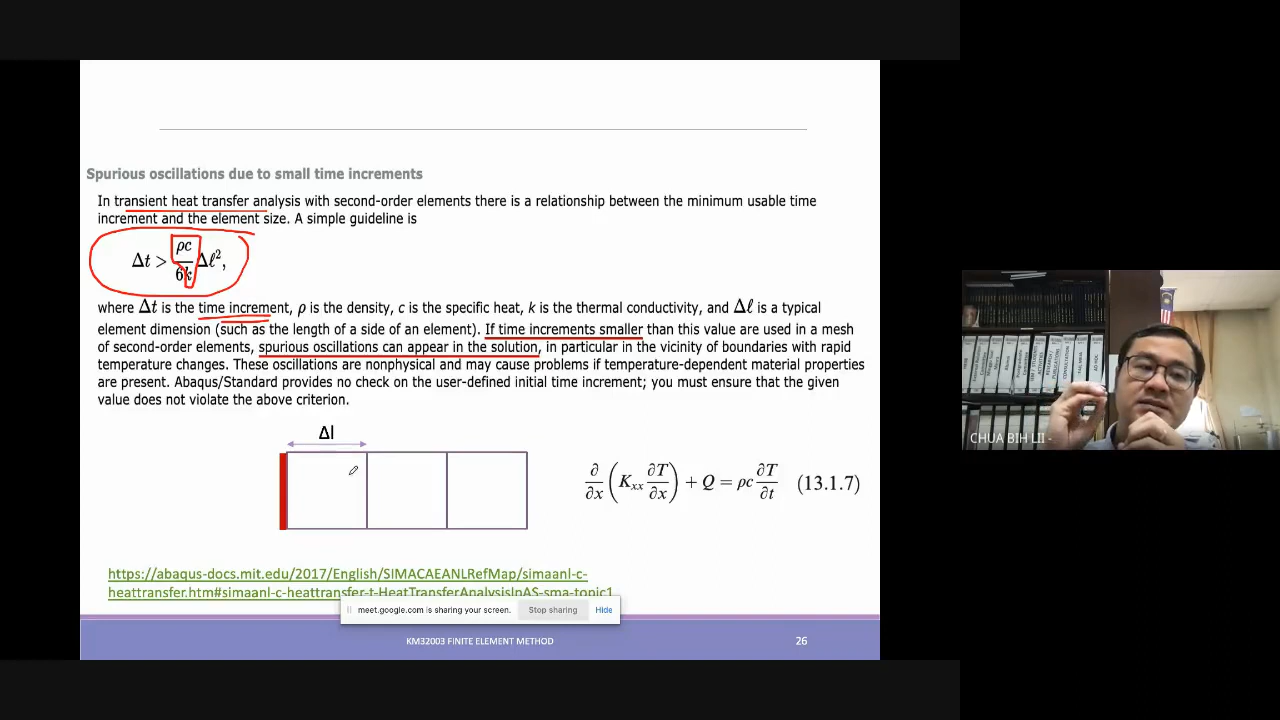 Spurious oscillations due to small time increments
In transient heat transfer analysis with second-order elements there is a relationship between the minimum usable time
increment and the element size. A simple guideline is
Δt > ρc/6k Δℓ²,
where Δt is the time increment, ρ is the density, c is the specific heat, k is the thermal conductivity, and Δℓ is a typical
element dimension (such as the length of a side of an element). If time increments smaller than this value are used in a mesh
of second-order elements, spurious oscillations can appear in the solution, in particular in the vicinity of boundaries with rapid
temperature changes. These oscillations are nonphysical and may cause problems if temperature-dependent material properties
are present. Abaqus/Standard provides no check on the user-defined initial time increment; you must ensure that the given
value does not violate the above criterion.
Δl
∂/∂x (Kxx ∂T/∂x) + Q = ρc ∂T/∂t (13.1.7)
https://abaqus-docs.mit.edu/2017/English/SIMACAEANLRefMap/simaanl-c-
heattransfer.htm#simaanl-c-heattransfer-t-HeatTransferAnalysisInAS-sma-topic1
meet.google.com is sharing your screen. Stop sharing Hide
KM32003 FINITE ELEMENT METHOD 26
CHUA BIH LII -